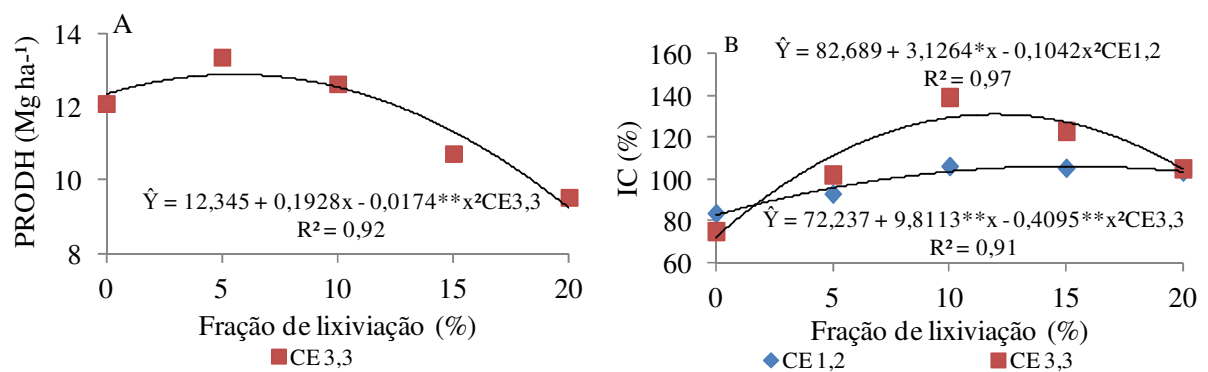 A
PRODH (Mg ha-¹)
14
12
10
8
Ŷ = 12,345 + 0,1928x - 0,0174**x²CE3,3
R² = 0,92
0 5 10 15 20
Fração de lixiviação (%)
CE 3,3
B
IC (%)
160
140
120
100
80
60
Ŷ = 82,689 + 3,1264*x - 0,1042x²CE1,2
R² = 0,97
Ŷ = 72,237 + 9,8113**x - 0,4095**x²CE3,3
R² = 0,91
0 5 10 15 20
Fração de lixiviação (%)
CE 1,2 CE 3,3